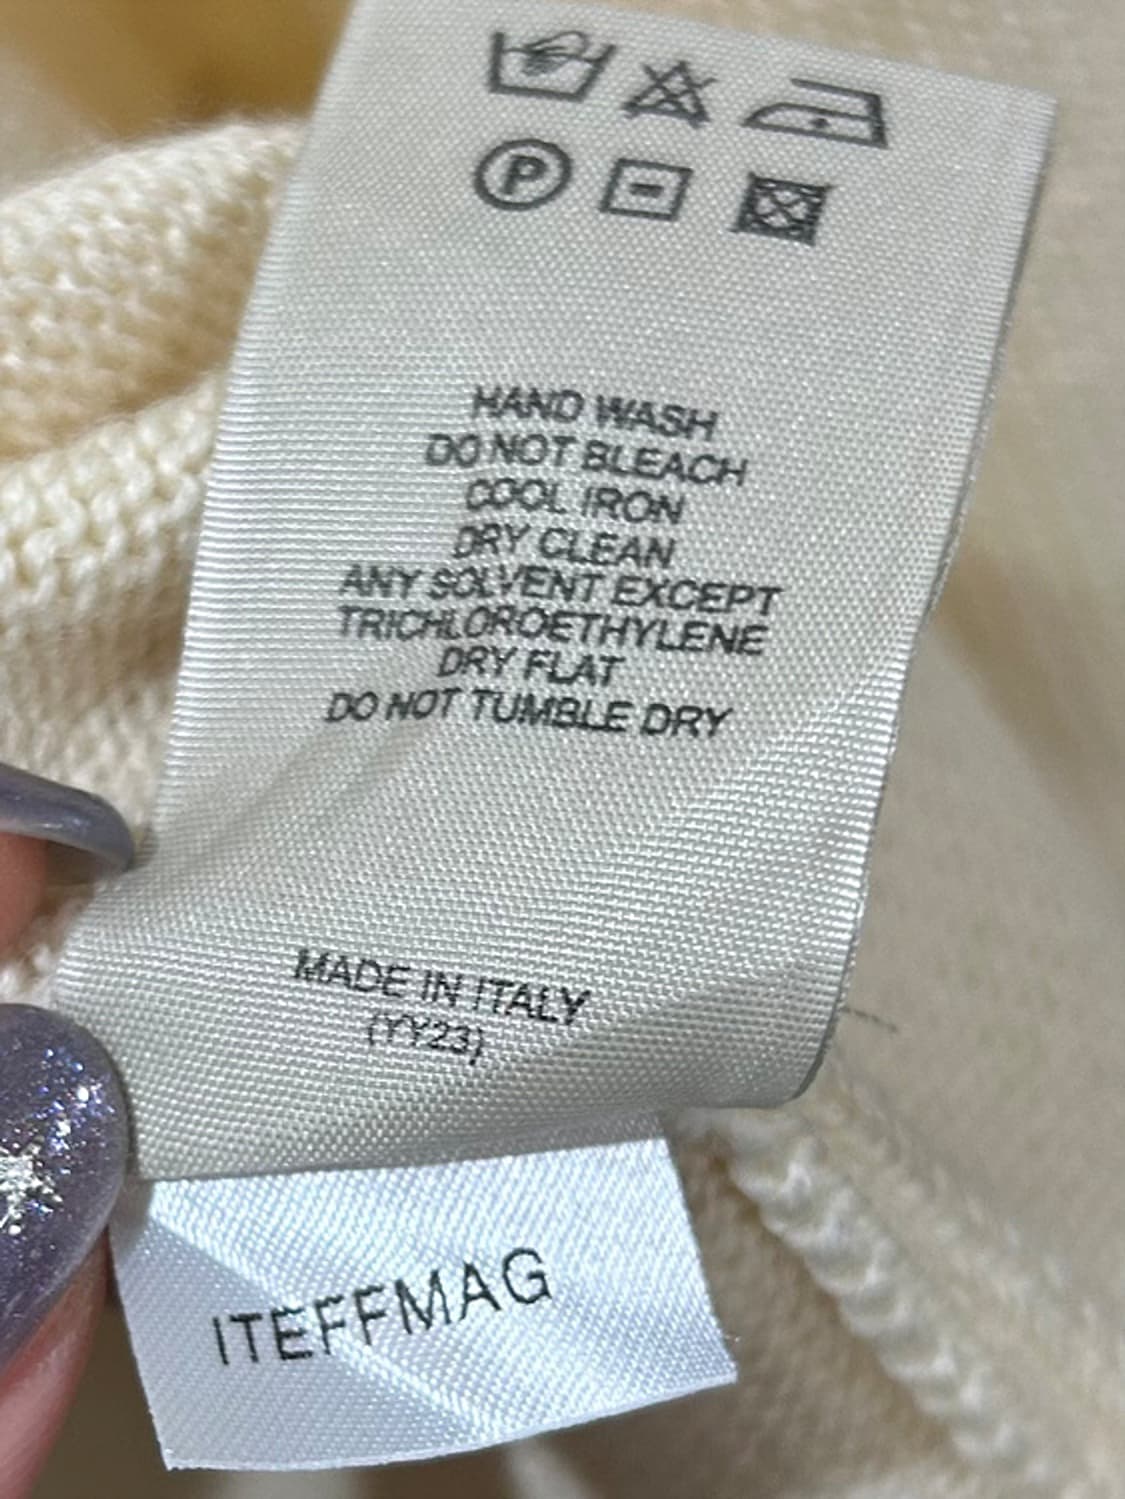 P
HAND WASH
DO NOT BLEACH
COOL IRON
DRY CLEAN
ANY SOLVENT EXCEPT
TRICHLOROETHYLENE
DRY FLAT
DO NOT TUMBLE DRY
MADE IN ITALY
(YY23)
ITEFFMAG